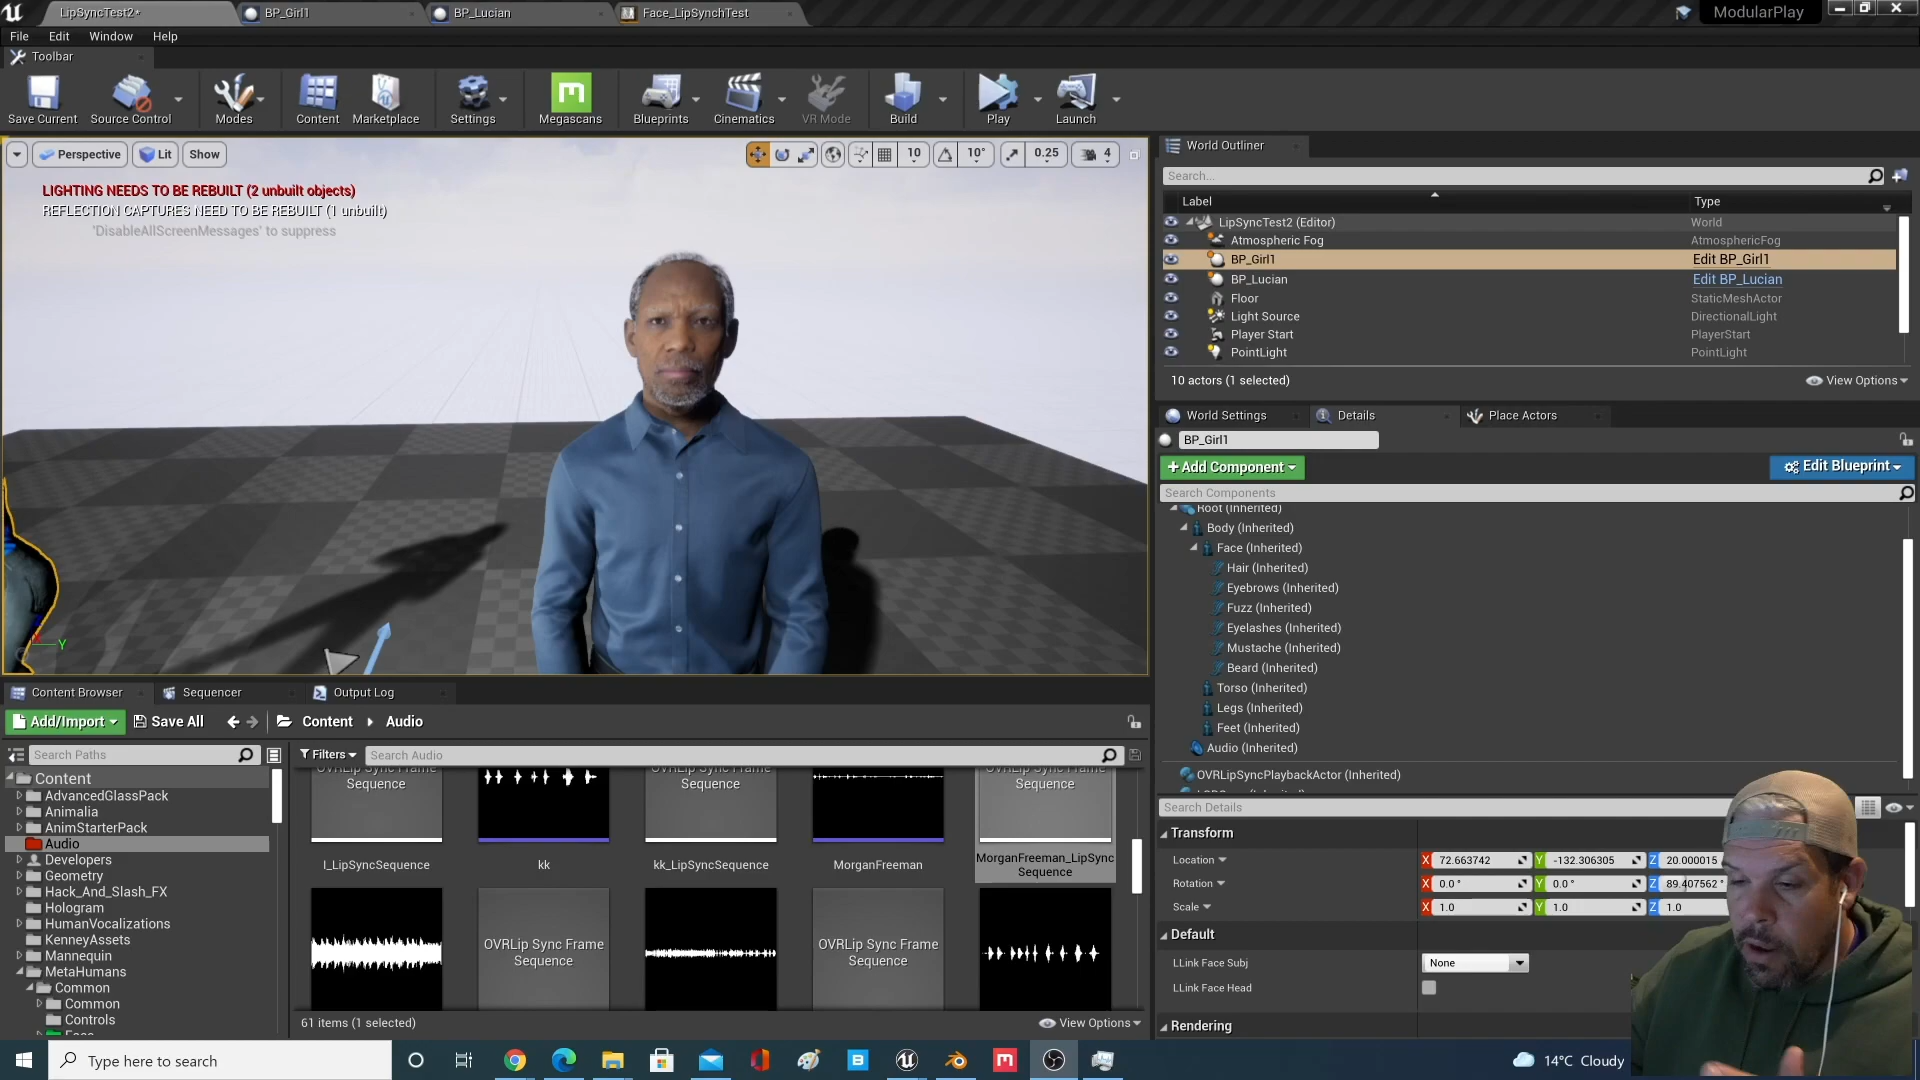 LipSyncTest2*
BP_Girl1
BP_Lucian
Face_LipSynchTest
ModularPlay
File Edit Window Help
Toolbar
Save Current
Source Control
Modes
Content
Marketplace
Settings
Megascans
Blueprints
Cinematics
VR Mode
Build
Play
Launch
Perspective
Lit
Show
10
10°
0.25
4
LIGHTING NEEDS TO BE REBUILT (2 unbuilt objects)
REFLECTION CAPTURES NEED TO BE REBUILT (1 unbuilt)
'DisableAllScreenMessages' to suppress
Y
World Outliner
Search...
Label Type
LipSyncTest2 (Editor) World
Atmospheric Fog AtmosphericFog
BP_Girl1 Edit BP_Girl1
BP_Lucian Edit BP_Lucian
Floor StaticMeshActor
Light Source DirectionalLight
Player Start PlayerStart
PointLight PointLight
10 actors (1 selected)
View Options
World Settings
Details
Place Actors
BP_Girl1
+Add Component
Edit Blueprint
Search Components
Root (Inherited)
Body (Inherited)
Face (Inherited)
Hair (Inherited)
Eyebrows (Inherited)
Fuzz (Inherited)
Eyelashes (Inherited)
Mustache (Inherited)
Beard (Inherited)
Torso (Inherited)
Legs (Inherited)
Feet (Inherited)
Audio (Inherited)
OVRLipSyncPlaybackActor (Inherited)
Search Details
Transform
Location X 72.663742 Y -132.306305 Z 20.000015
Rotation X 0.0° Y 0.0° Z 89.407562°
Scale X 1.0 Y 1.0 Z 1.0
Default
LLink Face Subj None
LLink Face Head
Rendering
Content Browser
Sequencer
Output Log
Add/Import
Save All
Content
Audio
Search Paths
Filters
Search Audio
Content
AdvancedGlassPack
Animalia
AnimStarterPack
Audio
Developers
Geometry
Hack_And_Slash_FX
Hologram
HumanVocalizations
KenneyAssets
Mannequin
MetaHumans
Common
Common
Controls
OVRLip Sync Frame
Sequence
OVRLip Sync Frame
Sequence
OVRLip Sync Frame
Sequence
I_LipSyncSequence
kk
kk_LipSyncSequence
MorganFreeman
MorganFreeman_LipSync
Sequence
OVRLip Sync Frame
Sequence
OVRLip Sync Frame
Sequence
61 items (1 selected)
View Options
Type here to search
14°C Cloudy